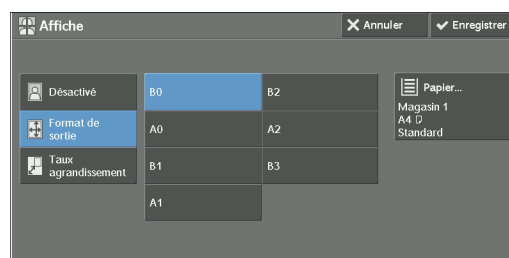 Affiche
Annuler
Enregistrer
Désactivé
Format de
sortie
Taux
agrandissement
B0
B2
A0
A2
B1
B3
A1
Papier...
Magasin 1
A4
Standard